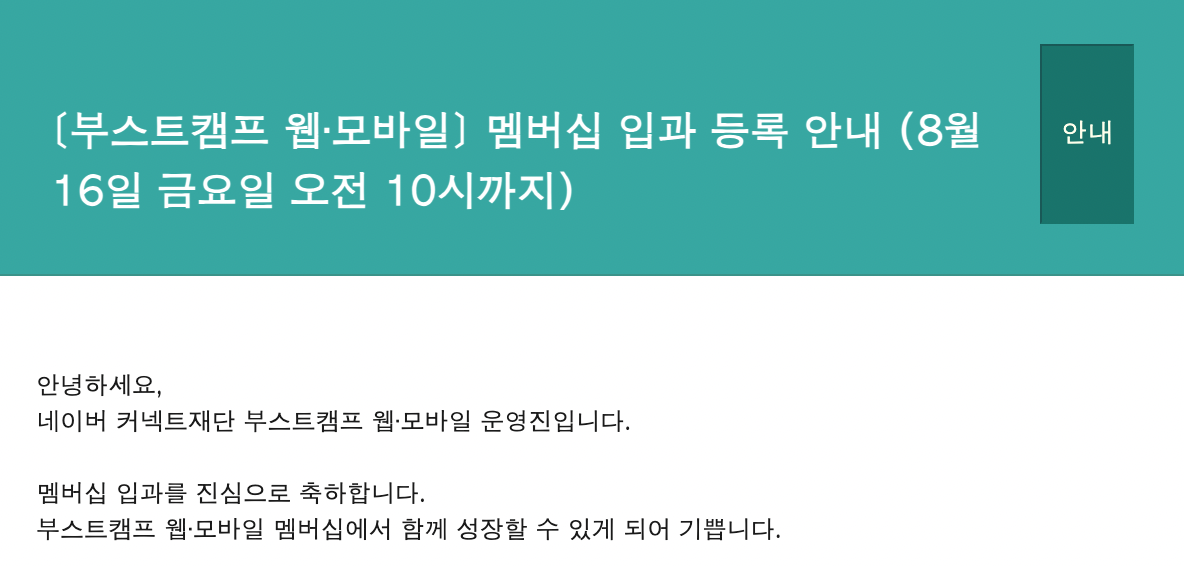 〔부스트캠프 웹·모바일〕 멤버십 입과 등록 안내 (8월
16일 금요일 오전 10시까지)
안내
안녕하세요,
네이버 커넥트재단 부스트캠프 웹·모바일 운영진입니다.
멤버십 입과를 진심으로 축하합니다.
부스트캠프 웹·모바일 멤버십에서 함께 성장할 수 있게 되어 기쁩니다.